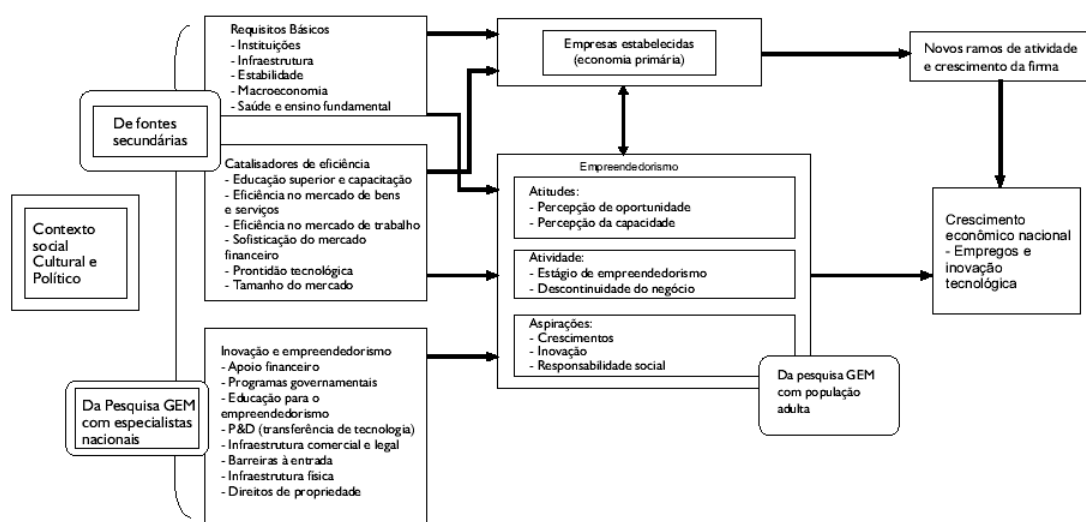 Requisitos Básicos
- Instituições
- Infraestrutura
- Estabilidade
- Macroeconomia
- Saúde e ensino fundamental
De fontes
secundárias
Catalisadores de eficiência
- Educação superior e capacitação
- Eficiência no mercado de bens
e serviços
- Eficiência no mercado de trabalho
- Sofisticação do mercado
financeiro
- Prontidão tecnológica
- Tamanho do mercado
Contexto
social
Cultural e
Político
Inovação e empreendedorismo
- Apoio financeiro
- Programas governamentais
- Educação para o
empreendedorismo
- P&D (transferência de tecnologia)
- Infraestrutura comercial e legal
- Barreiras à entrada
- Infraestrutura física
- Direitos de propriedade
Da Pesquisa GEM
com especialistas
nacionais
Empresas estabelecidas
(economia primária)
Empreendedorismo
Atitudes:
- Percepção de oportunidade
- Percepção da capacidade
Atividade:
- Estágio de empreendedorismo
- Descontinuidade do negócio
Aspirações:
- Crescimentos
- Inovação
- Responsabilidade social
Da pesquisa GEM
com população
adulta
Novos ramos de atividade
e crescimento da firma
Crescimento
econômico nacional
- Empregos e
inovação
tecnológica